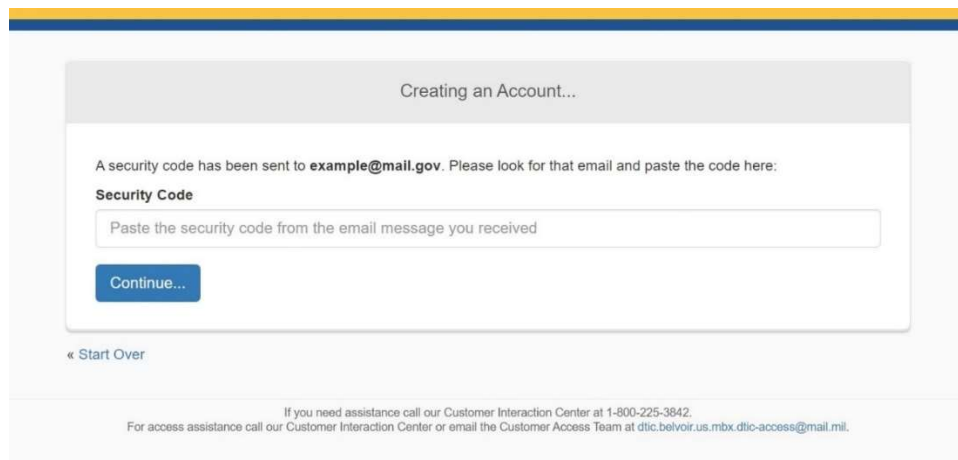 Creating an Account...
A security code has been sent to example@mail.gov. Please look for that email and paste the code here:
Security Code
Paste the security code from the email message you received
Continue...
« Start Over
If you need assistance call our Customer Interaction Center at 1-800-225-3842.
For access assistance call our Customer Interaction Center or email the Customer Access Team at dtic.belvoir.us.mbx.dtic-access@mail.mil.